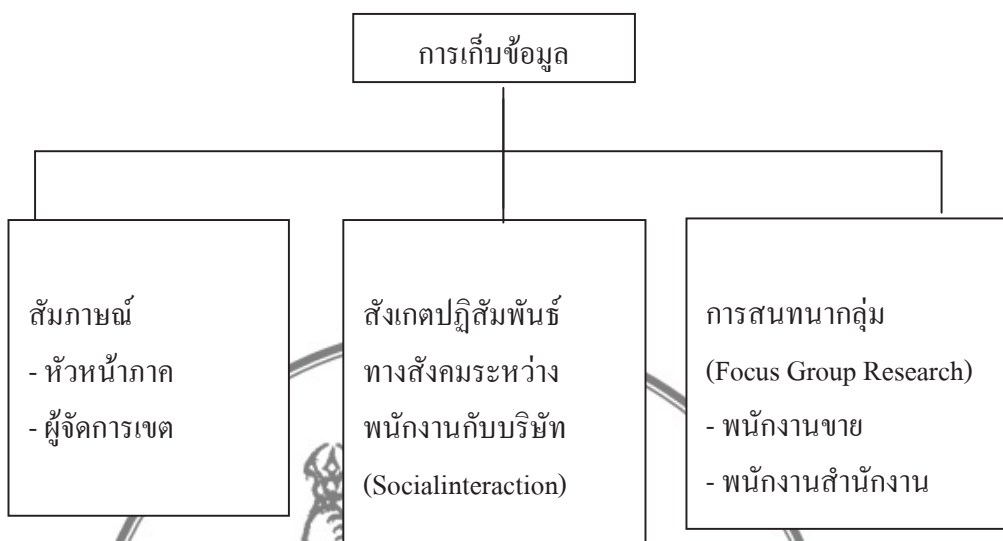 การเก็บข้อมูล
สัมภาษณ์
- หัวหน้าภาค
- ผู้จัดการเขต
สังเกตปฏิสัมพันธ์
ทางสังคมระหว่าง
พนักงานกับบริษัท
(Socialinteraction)
การสนทนากลุ่ม
(Focus Group Research)
- พนักงานขาย
- พนักงานสำนักงาน